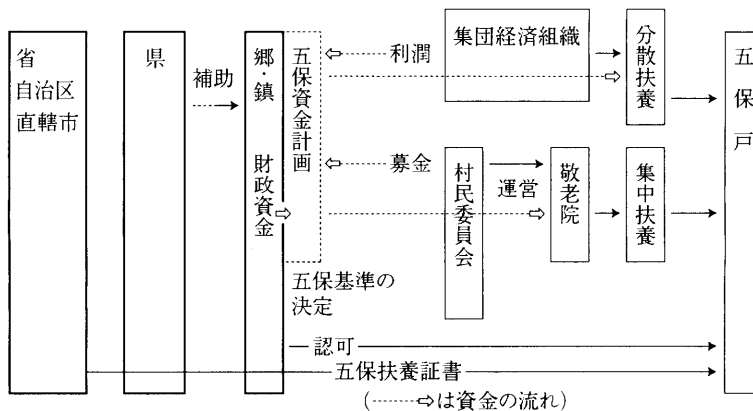 省
自治区
直轄市
県
補助
郷・鎮
財政資金
五保資金計画
利潤
募金
集団経済組織
分散扶養
村民委員会
運営
敬老院
集中扶養
五保戸
五保基準の
決定
認可
五保扶養証書
(┄┄⇨は資金の流れ)